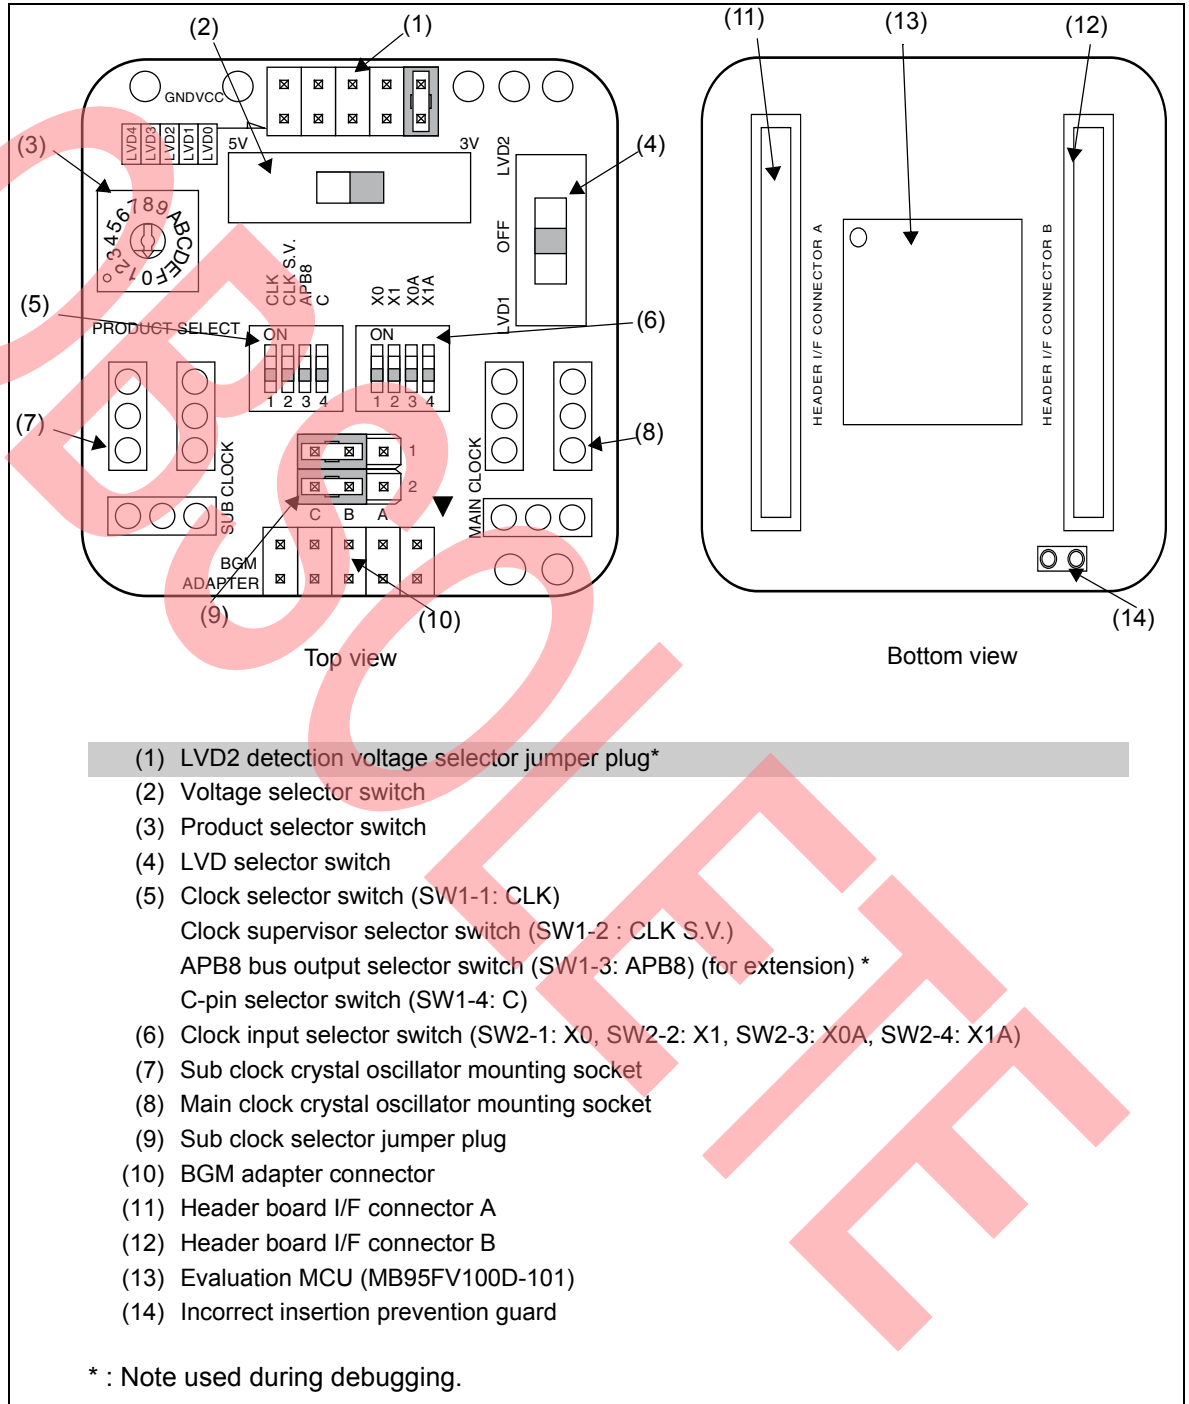 (2)
(1)
(11)
(13)
(12)
GNDVCC
LVD4
LVD3
LVD2
LVD1
LVD0
5V
3V
(3)
LVD2
OFF
LVD1
(4)
0123456789ABCDEF
CLK
CLK S.V.
APB8
C
X0
X1
X0A
X1A
(5)
PRODUCT SELECT
ON
1 2 3 4
ON
1 2 3 4
(6)
HEADER I/F CONNECTOR A
HEADER I/F CONNECTOR B
(7)
SUB CLOCK
1
2
C B A
MAIN CLOCK
(8)
BGM
ADAPTER
(9)
(10)
(14)
Top view
Bottom view
(1) LVD2 detection voltage selector jumper plug*
(2) Voltage selector switch
(3) Product selector switch
(4) LVD selector switch
(5) Clock selector switch (SW1-1: CLK)
Clock supervisor selector switch (SW1-2 : CLK S.V.)
APB8 bus output selector switch (SW1-3: APB8) (for extension) *
C-pin selector switch (SW1-4: C)
(6) Clock input selector switch (SW2-1: X0, SW2-2: X1, SW2-3: X0A, SW2-4: X1A)
(7) Sub clock crystal oscillator mounting socket
(8) Main clock crystal oscillator mounting socket
(9) Sub clock selector jumper plug
(10) BGM adapter connector
(11) Header board I/F connector A
(12) Header board I/F connector B
(13) Evaluation MCU (MB95FV100D-101)
(14) Incorrect insertion prevention guard
* : Note used during debugging.
OBSOLETE